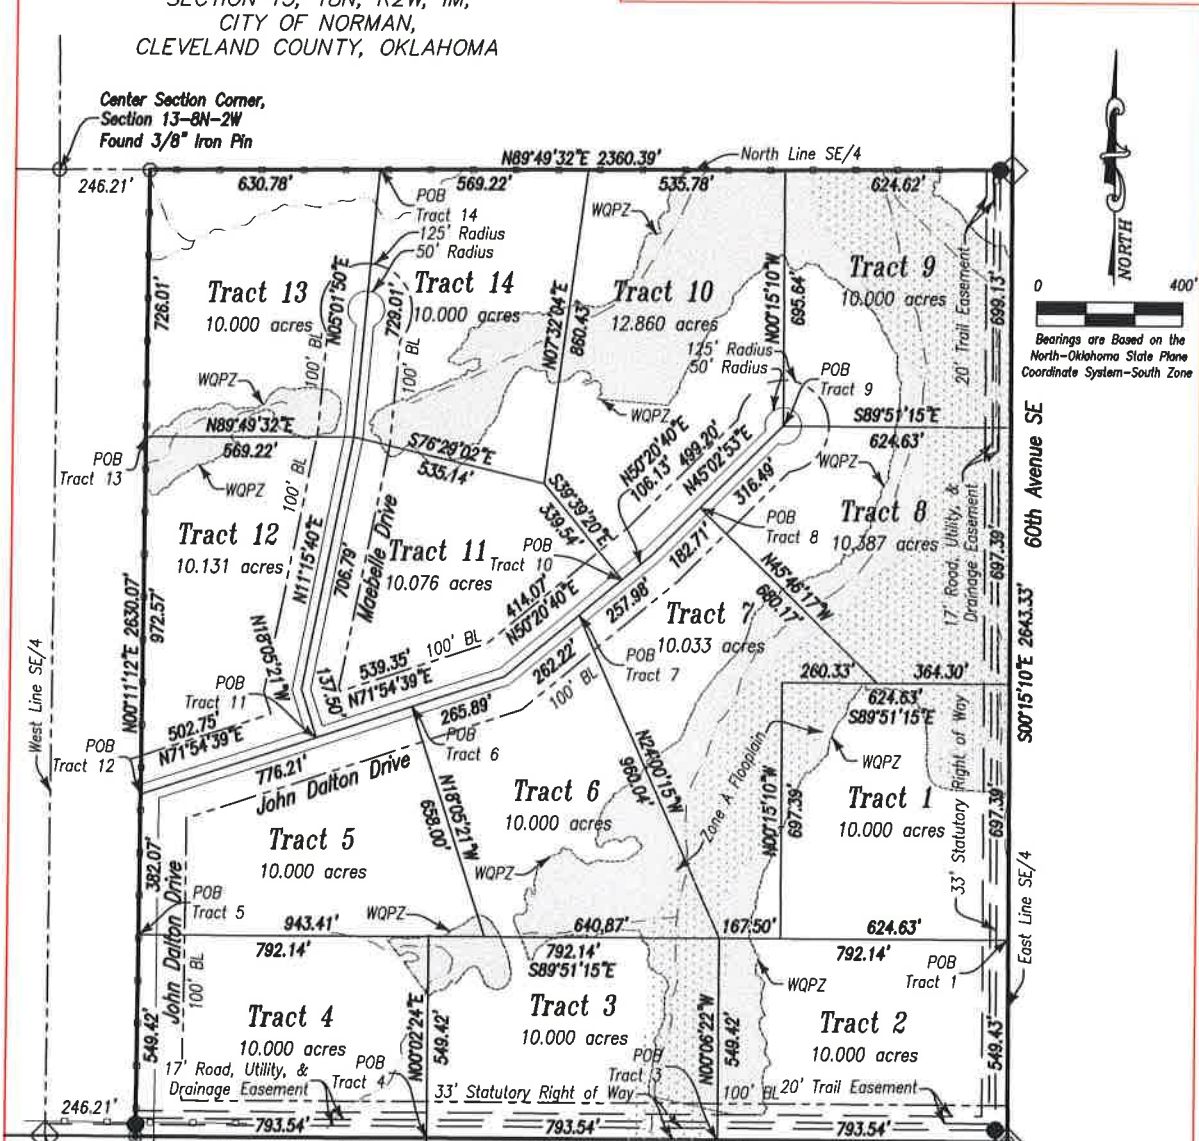 SECTION 13, T8N, R2W, IM,
CITY OF NORMAN,
CLEVELAND COUNTY, OKLAHOMA
Center Section Corner,
Section 13-8N-2W
Found 3/8" Iron Pin
N89°49'32"E 2360.39'
North Line SE/4
246.21'
630.78'
569.22'
535.78'
624.62'
POB
Tract 14
125' Radius
50' Radius
WQPZ
NORTH
0 400'
Bearings are Based on the
North-Oklahoma State Plane
Coordinate System-South Zone
726.01'
Tract 13
10.000 acres
N05°01'50"E
729.01'
Tract 14
10.000 acres
N07°32'04"E
860.43'
Tract 10
12.860 acres
N00°15'10"W
695.64'
Tract 9
10.000 acres
20' Trail Easement
699.13'
100' BL
100' BL
125' Radius
50' Radius
POB
Tract 9
WQPZ
WQPZ
N89°49'32"E
569.22'
S89°51'15"E
624.63'
60th Avenue SE
POB
Tract 13
WQPZ
100' BL
S76°29'02"E
535.14'
N50°20'40"E
106.13'
499.20'
N45°02'53"E
316.49'
WQPZ
S39°39'20"E
339.54'
Tract 12
10.131 acres
N11°15'40"E
706.79'
Maebelle Drive
Tract 11
10.076 acres
POB
Tract 10
182.71'
POB
Tract 8
Tract 8
10.387 acres
17' Road, Utility, &
Drainage Easement
697.39'
N00°11'12"E 2630.07'
972.57'
414.07'
N50°20'40"E
257.98'
Tract 7
10.033 acres
N45°46'17"W
680.17'
S00°15'10"E 2643.33'
N18°05'21"W
137.50'
539.35'
N71°54'39"E
100' BL
262.22'
100' BL
POB
Tract 7
260.33'
364.30'
624.63'
S89°51'15"E
West Line SE/4
POB
Tract 11
502.75'
N71°54'39"E
265.89'
POB
Tract 6
POB
Tract 12
776.21'
John Dalton Drive
N24°00'15"W
960.04'
Zone A Flooplain
WQPZ
33' Statutory Right of Way
N18°05'21"W
658.00'
Tract 6
10.000 acres
N00°15'10"W
697.39'
Tract 1
10.000 acres
697.39'
Tract 5
10.000 acres
382.07'
WQPZ
East Line SE/4
POB
Tract 5
John Dalton Drive
100' BL
943.41'
WQPZ
640.87'
167.50'
624.63'
792.14'
792.14'
S89°51'15"E
792.14'
POB
Tract 1
WQPZ
549.42'
Tract 4
10.000 acres
N00°02'24"E
549.42'
Tract 3
10.000 acres
N00°06'22"W
549.42'
Tract 2
10.000 acres
549.43'
17' Road, Utility, &
Drainage Easement
POB
Tract 4
33' Statutory Right of Way
POB
Tract 3
100' BL
20' Trail Easement
246.21'
793.54'
793.54'
793.54'